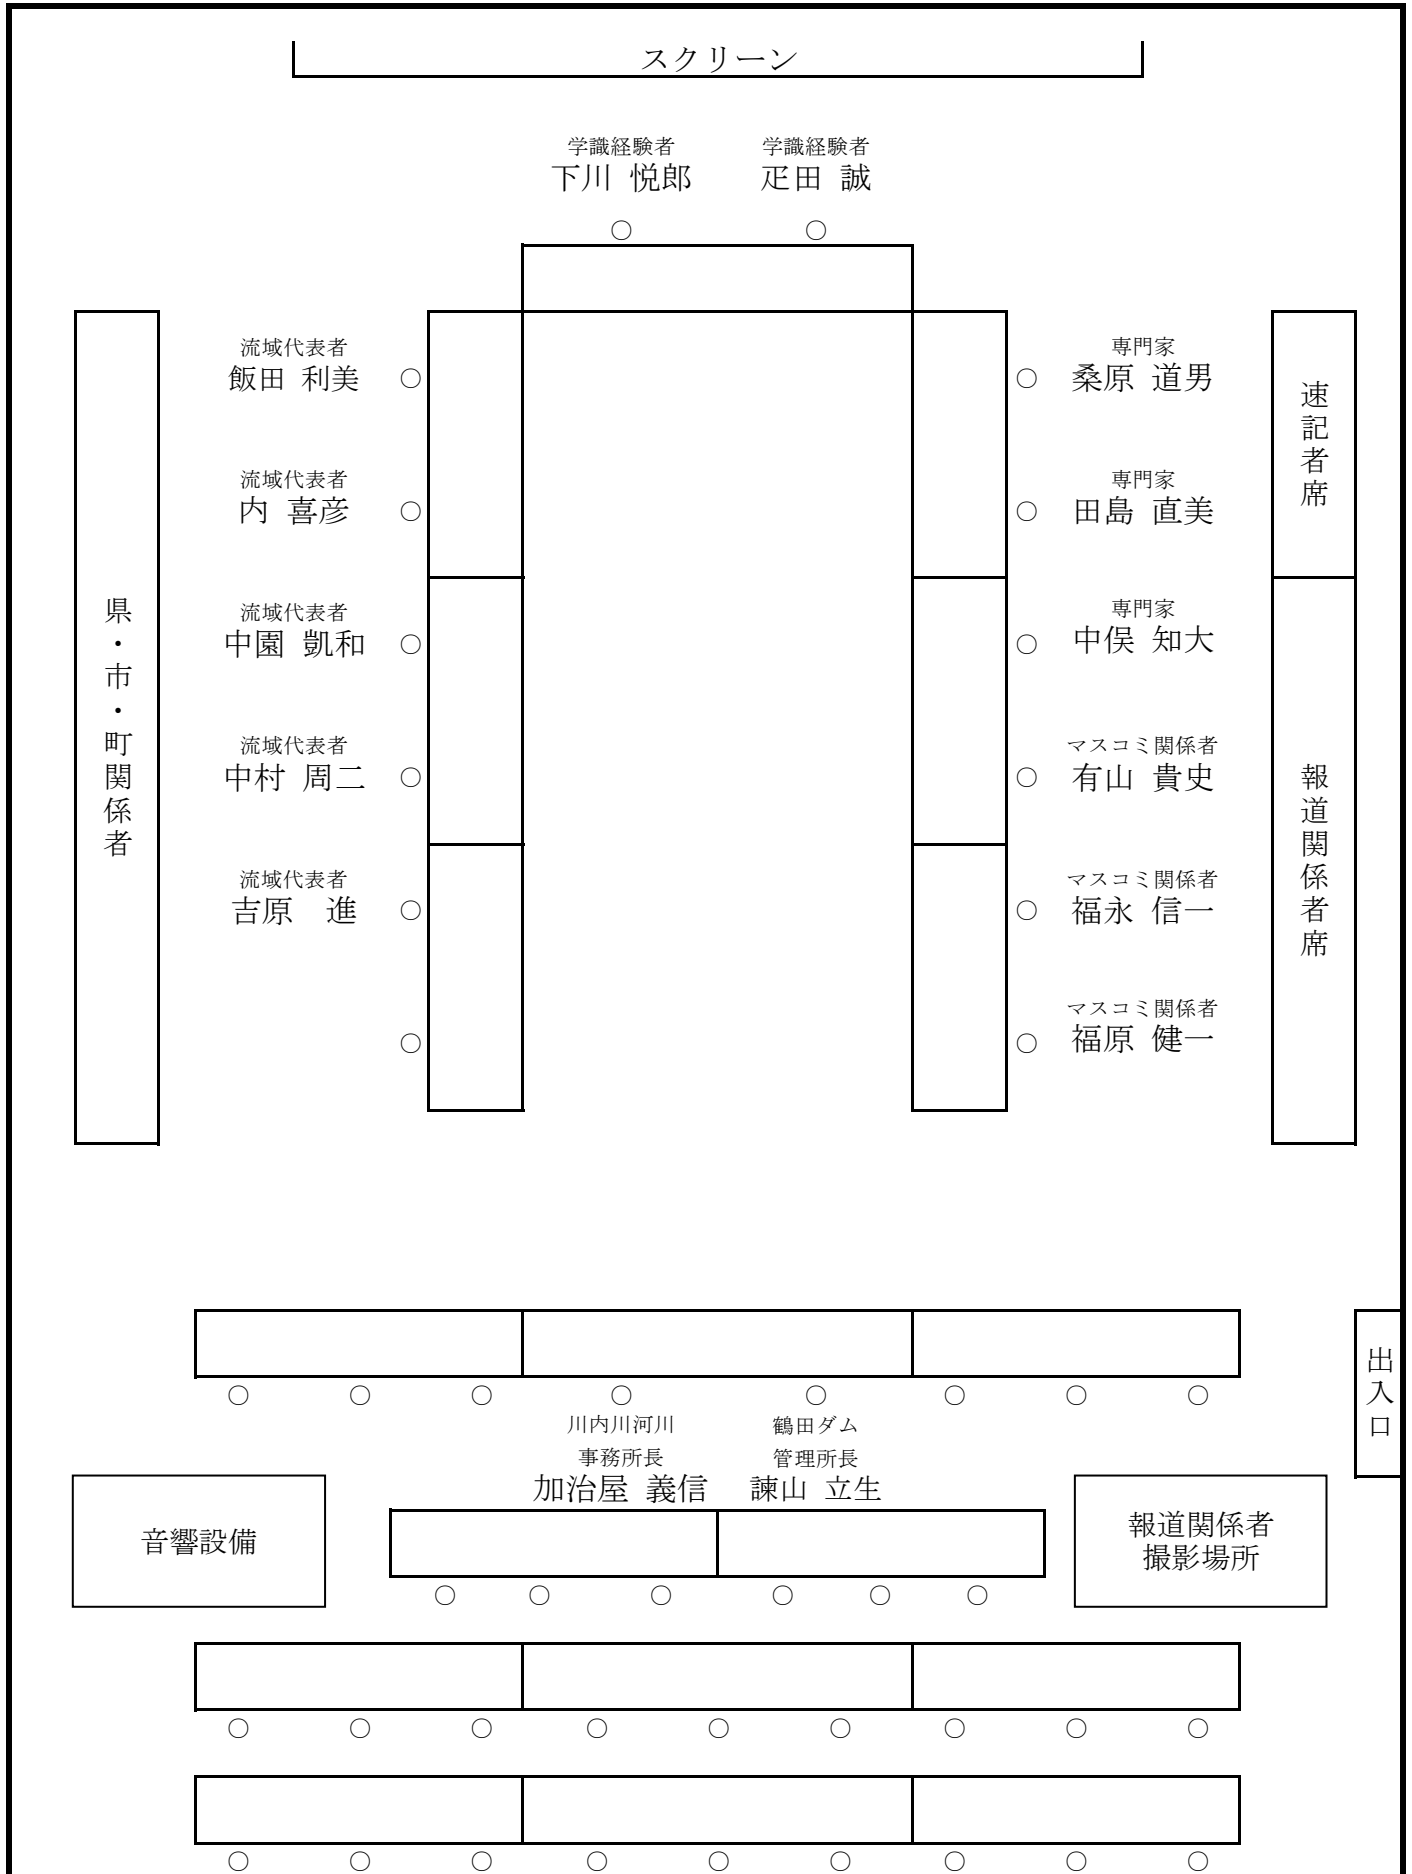 スクリーン
学識経験者
下川 悦郎
学識経験者
疋田 誠
県・市・町関係者
流域代表者
飯田 利美
流域代表者
内 喜彦
流域代表者
中園 凱和
流域代表者
中村 周二
流域代表者
吉原 進
専門家
桑原 道男
専門家
田島 直美
専門家
中俣 知大
マスコミ関係者
有山 貴史
マスコミ関係者
福永 信一
マスコミ関係者
福原 健一
速記者席
報道関係者席
出入口
川内川河川
事務所長
加治屋 義信
鶴田ダム
管理所長
諫山 立生
音響設備
報道関係者
撮影場所